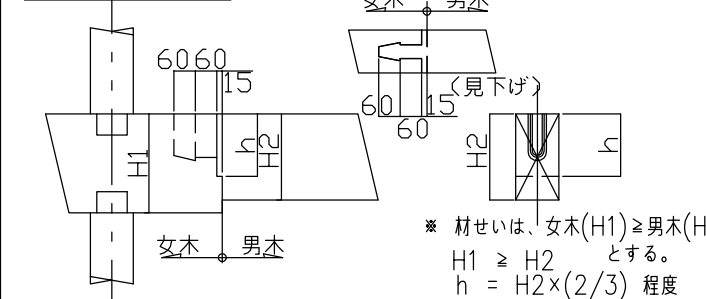 女木 男木
60 60
15
(見下げ)
60 15
60
H1
h
H2
H2
h
女木 男木
※ 材せいは、女木(H1)≧男木(H
とする。
H1 ≧ H2
h = H2×(2/3) 程度